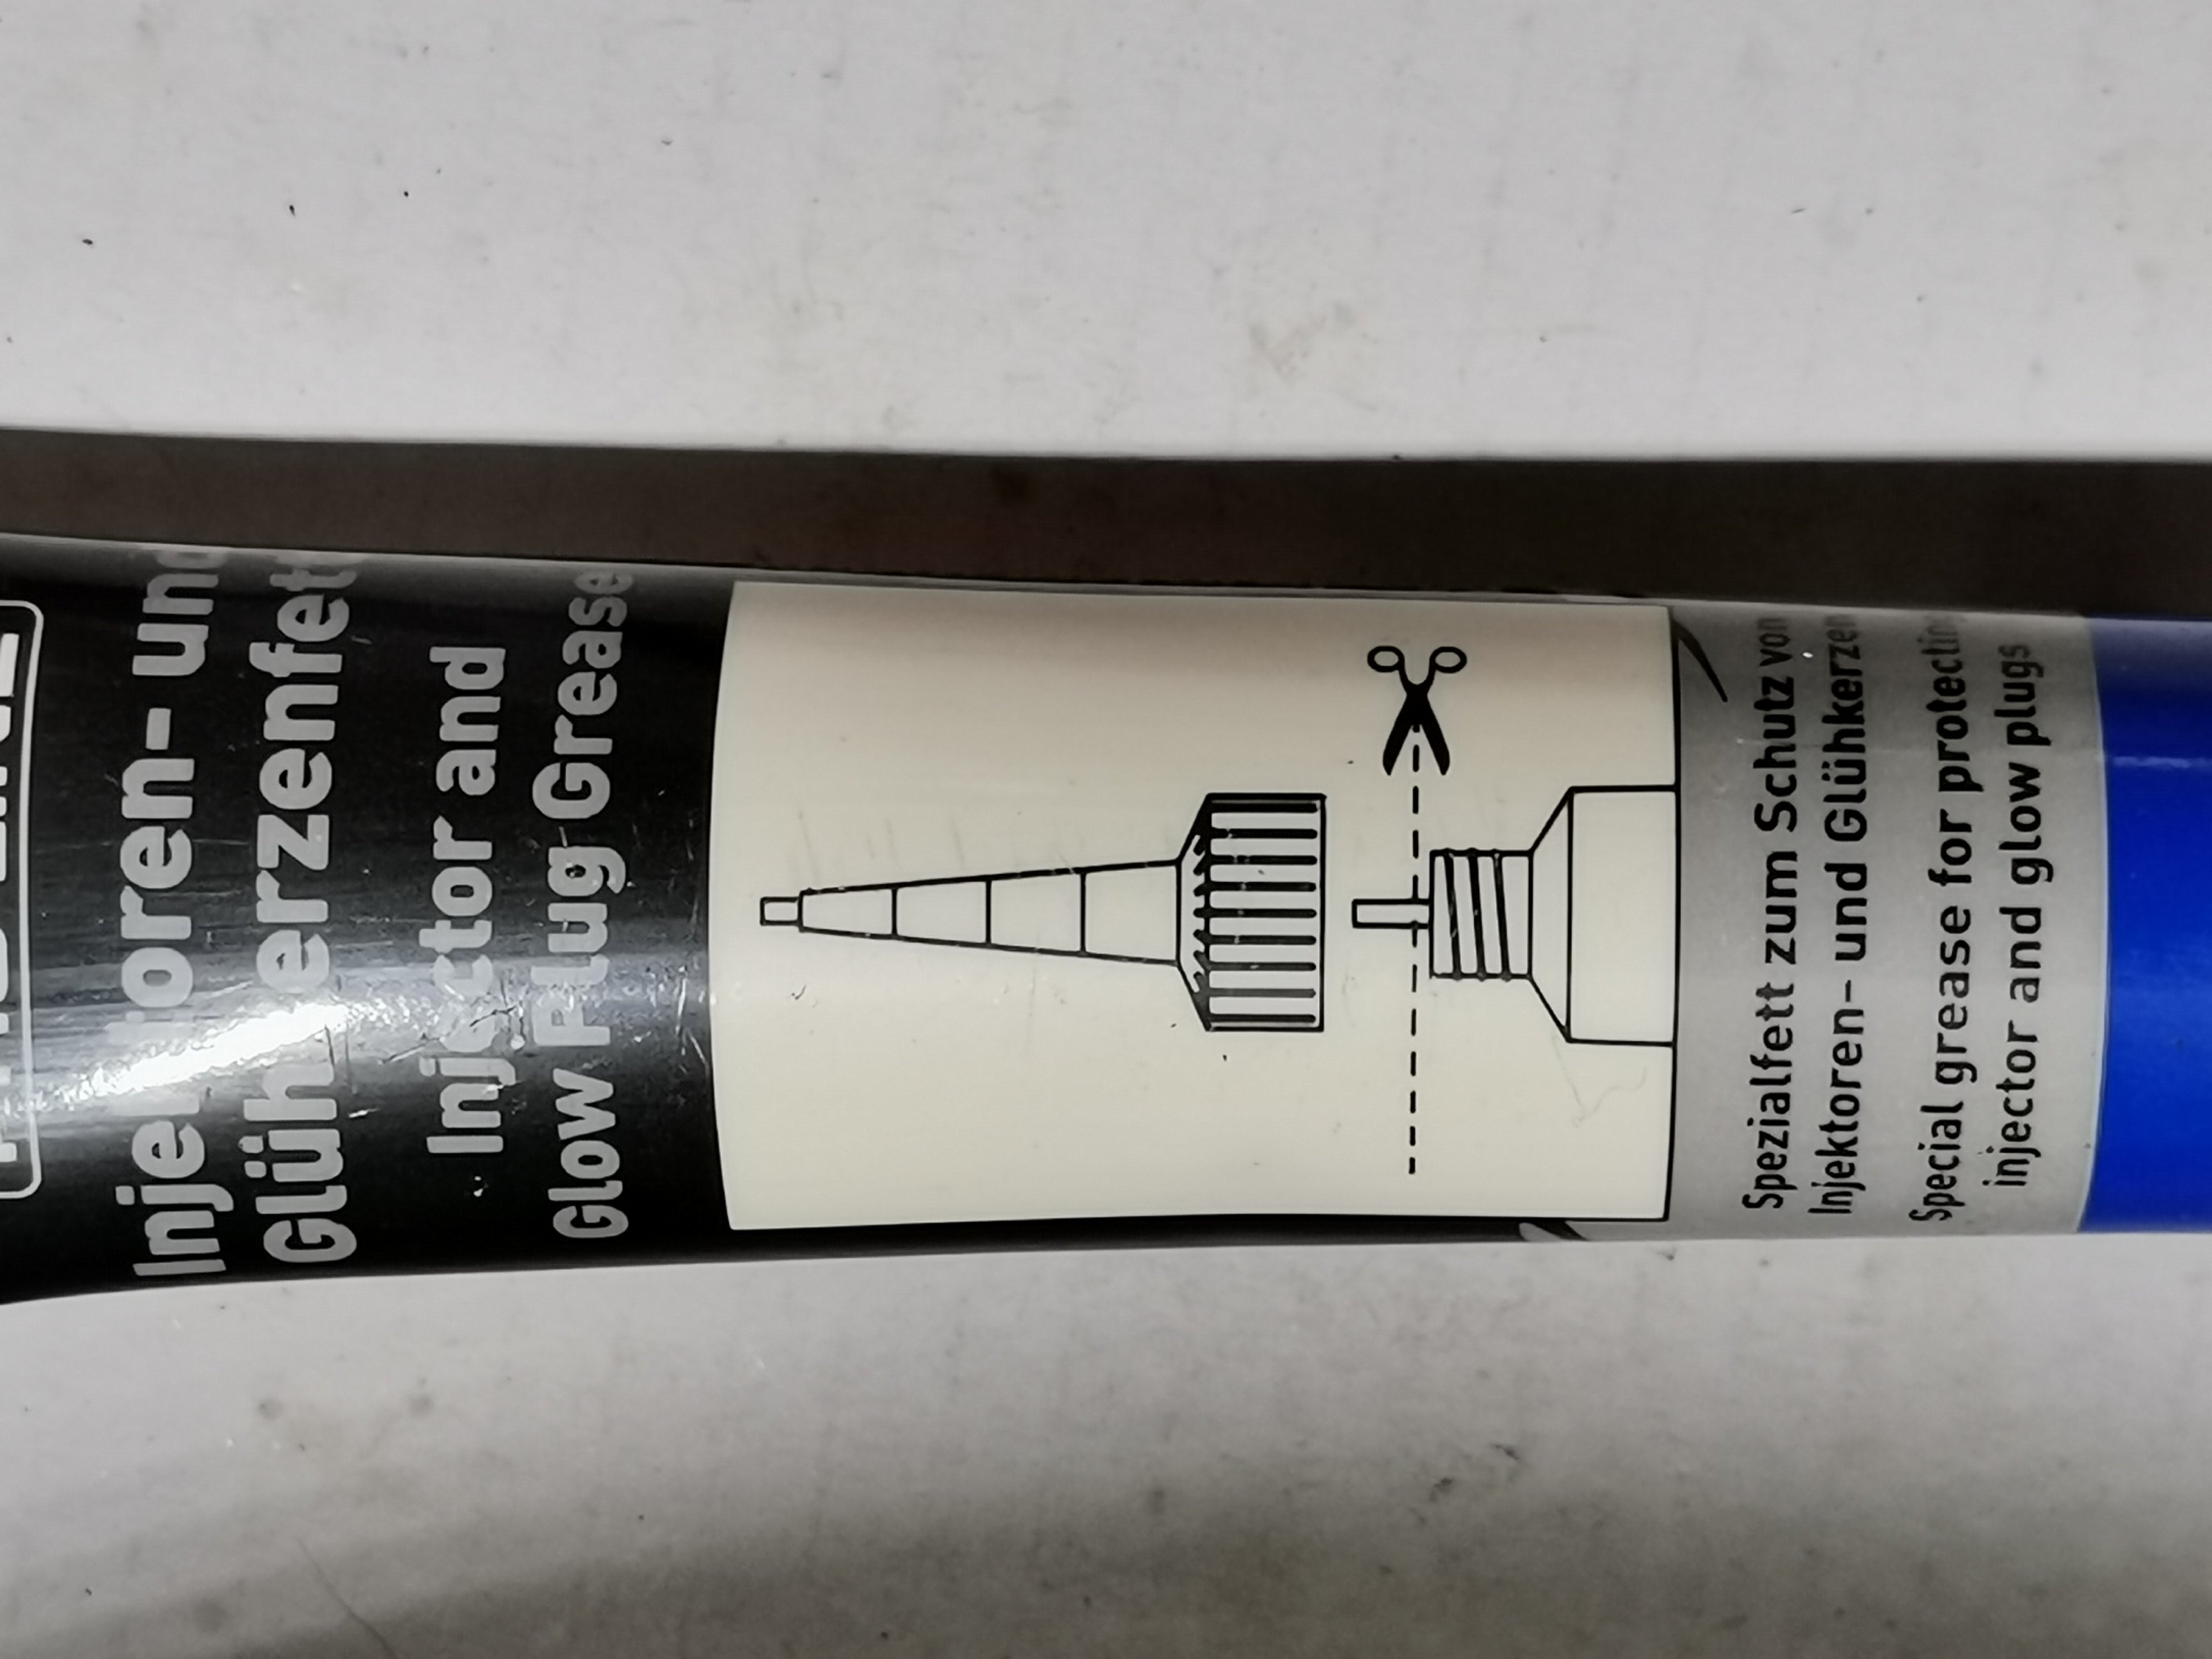 Injektoren- und
Glühkerzenfett
Injector and
Glow Plug Grease
Spezialfett zum Schutz von
Injektoren- und Glühkerzen
Special grease for protecting
injector and glow plugs